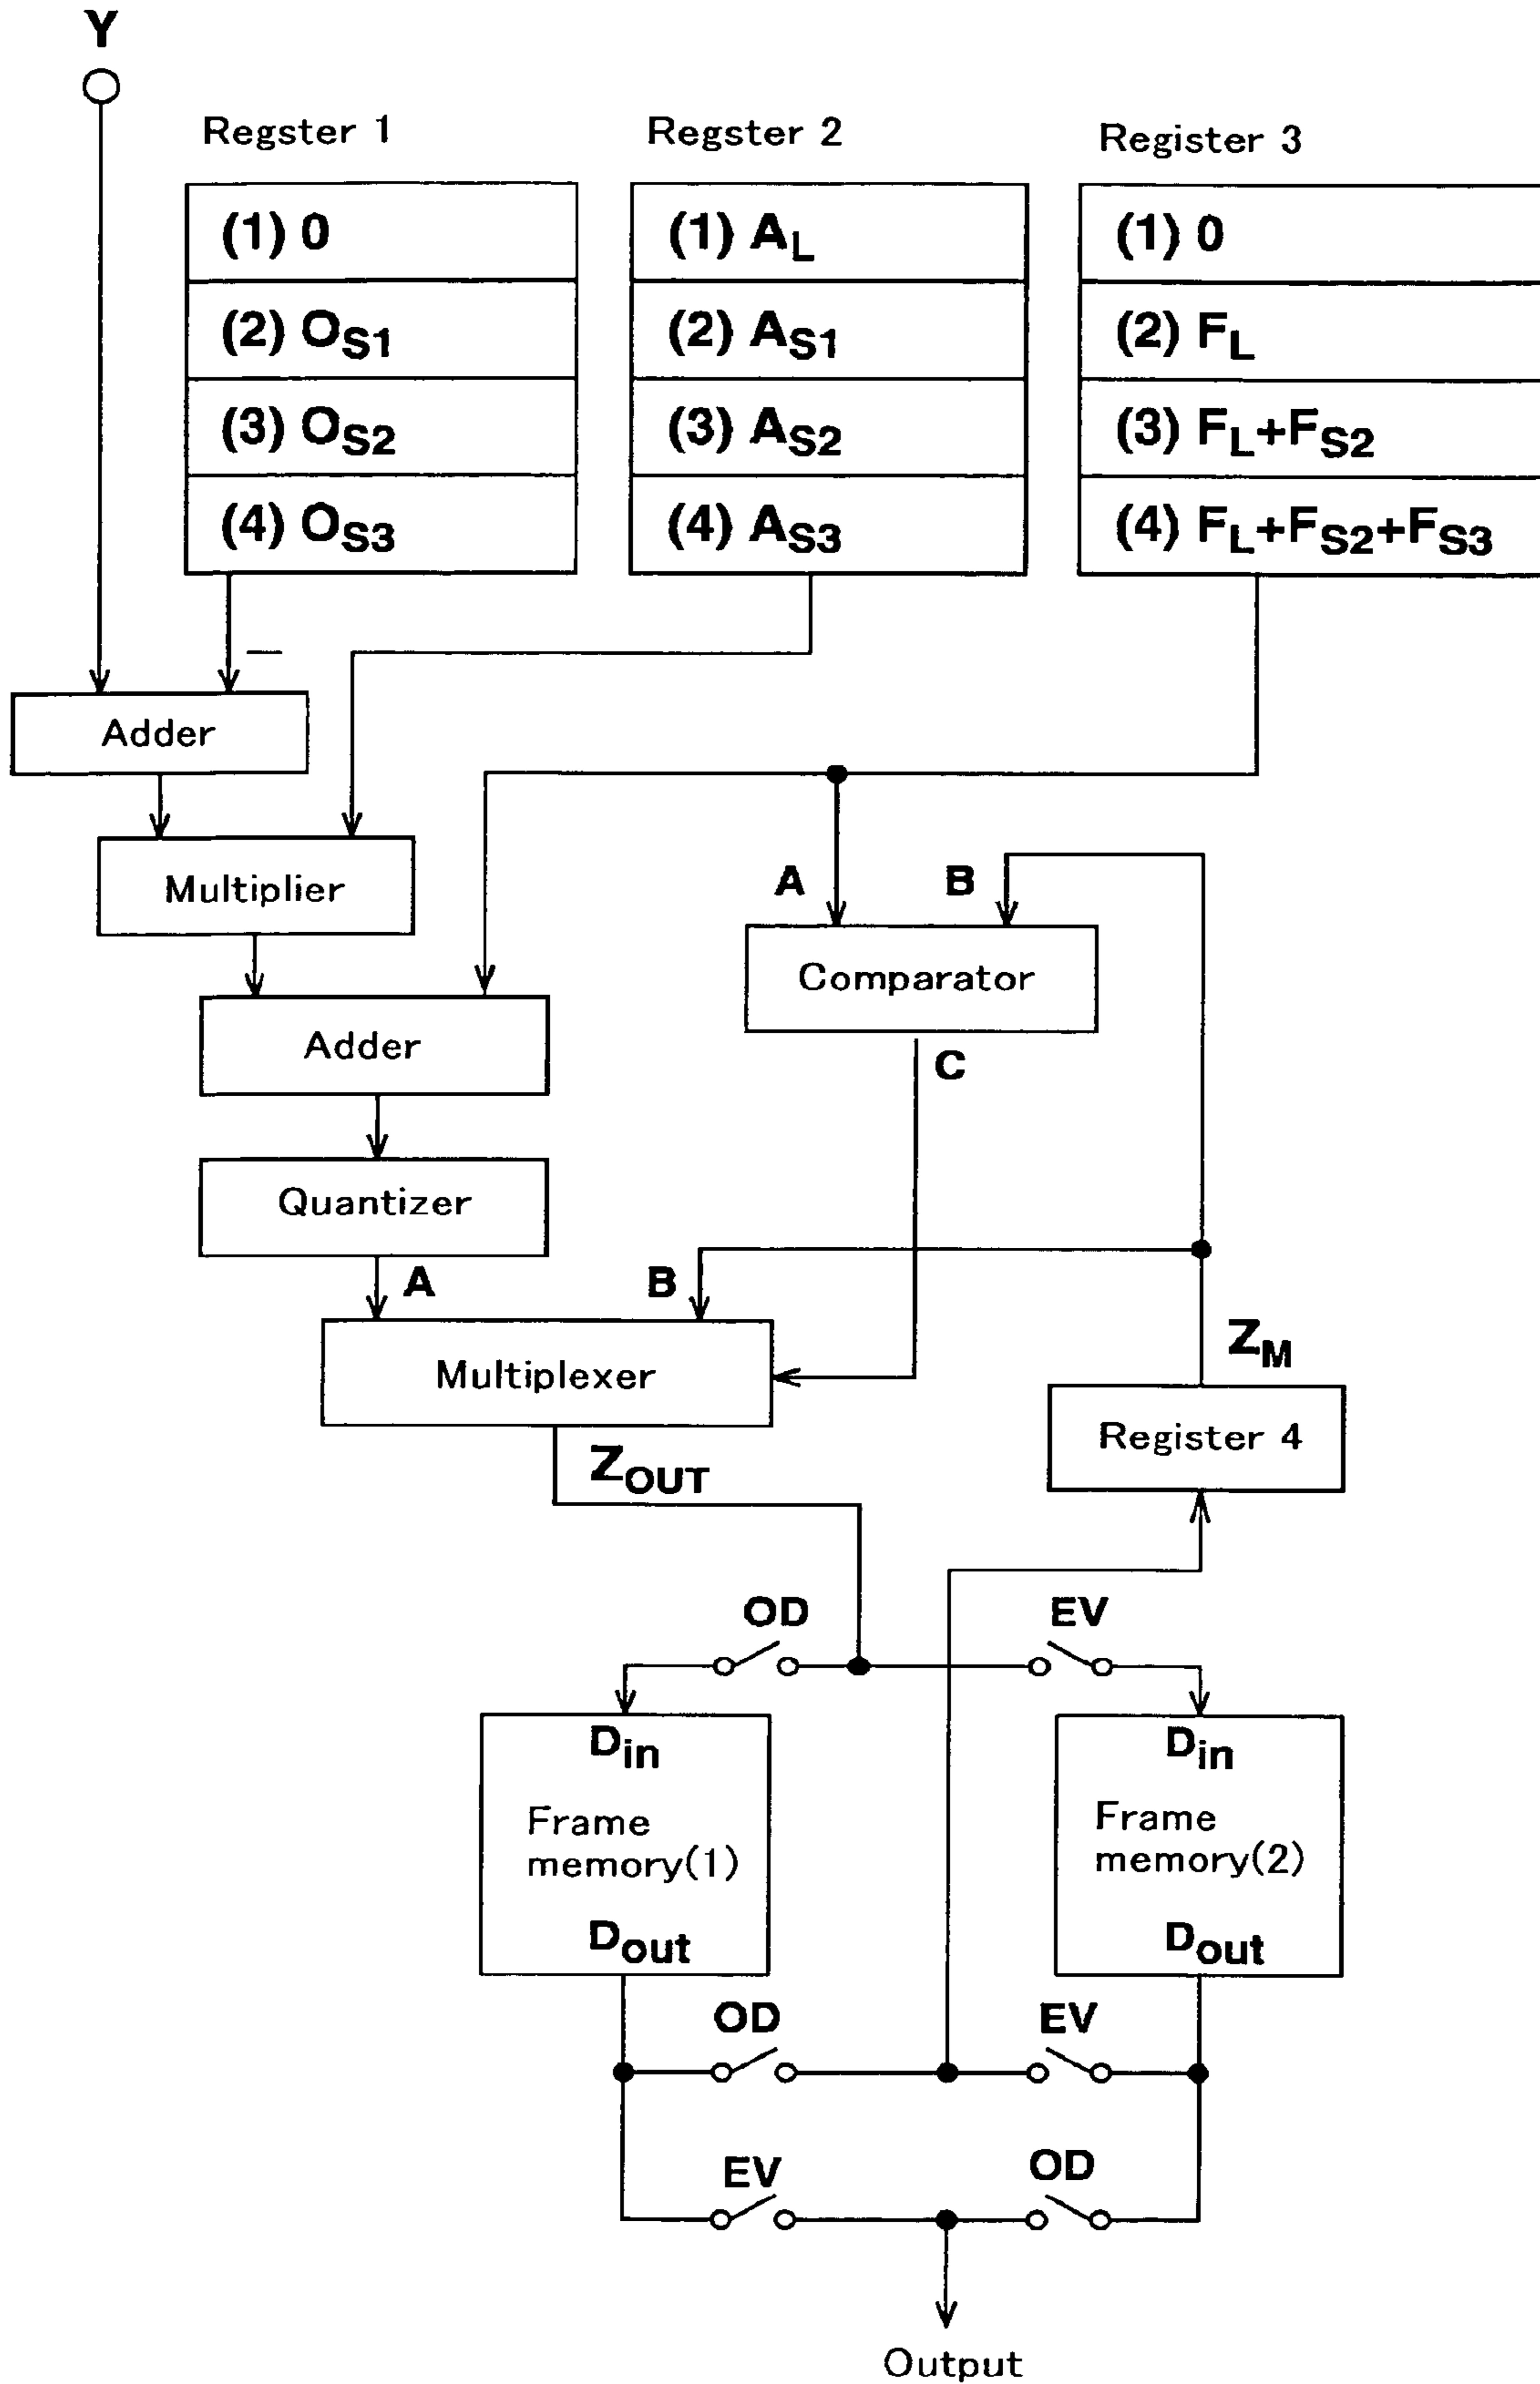 Y
Regster 1
Regster 2
Register 3
(1) 0
(1) AL
(1) 0
(2) OS1
(2) AS1
(2) FL
(3) OS2
(3) AS2
(3) FL+FS2
(4) OS3
(4) AS3
(4) FL+FS2+FS3
—
Adder
Multiplier
A
B
Comparator
Adder
C
Quantizer
A
B
Multiplexer
ZM
Register 4
ZOUT
OD
EV
Din
Din
Frame
memory(1)
Frame
memory(2)
Dout
Dout
OD
EV
EV
OD
Output